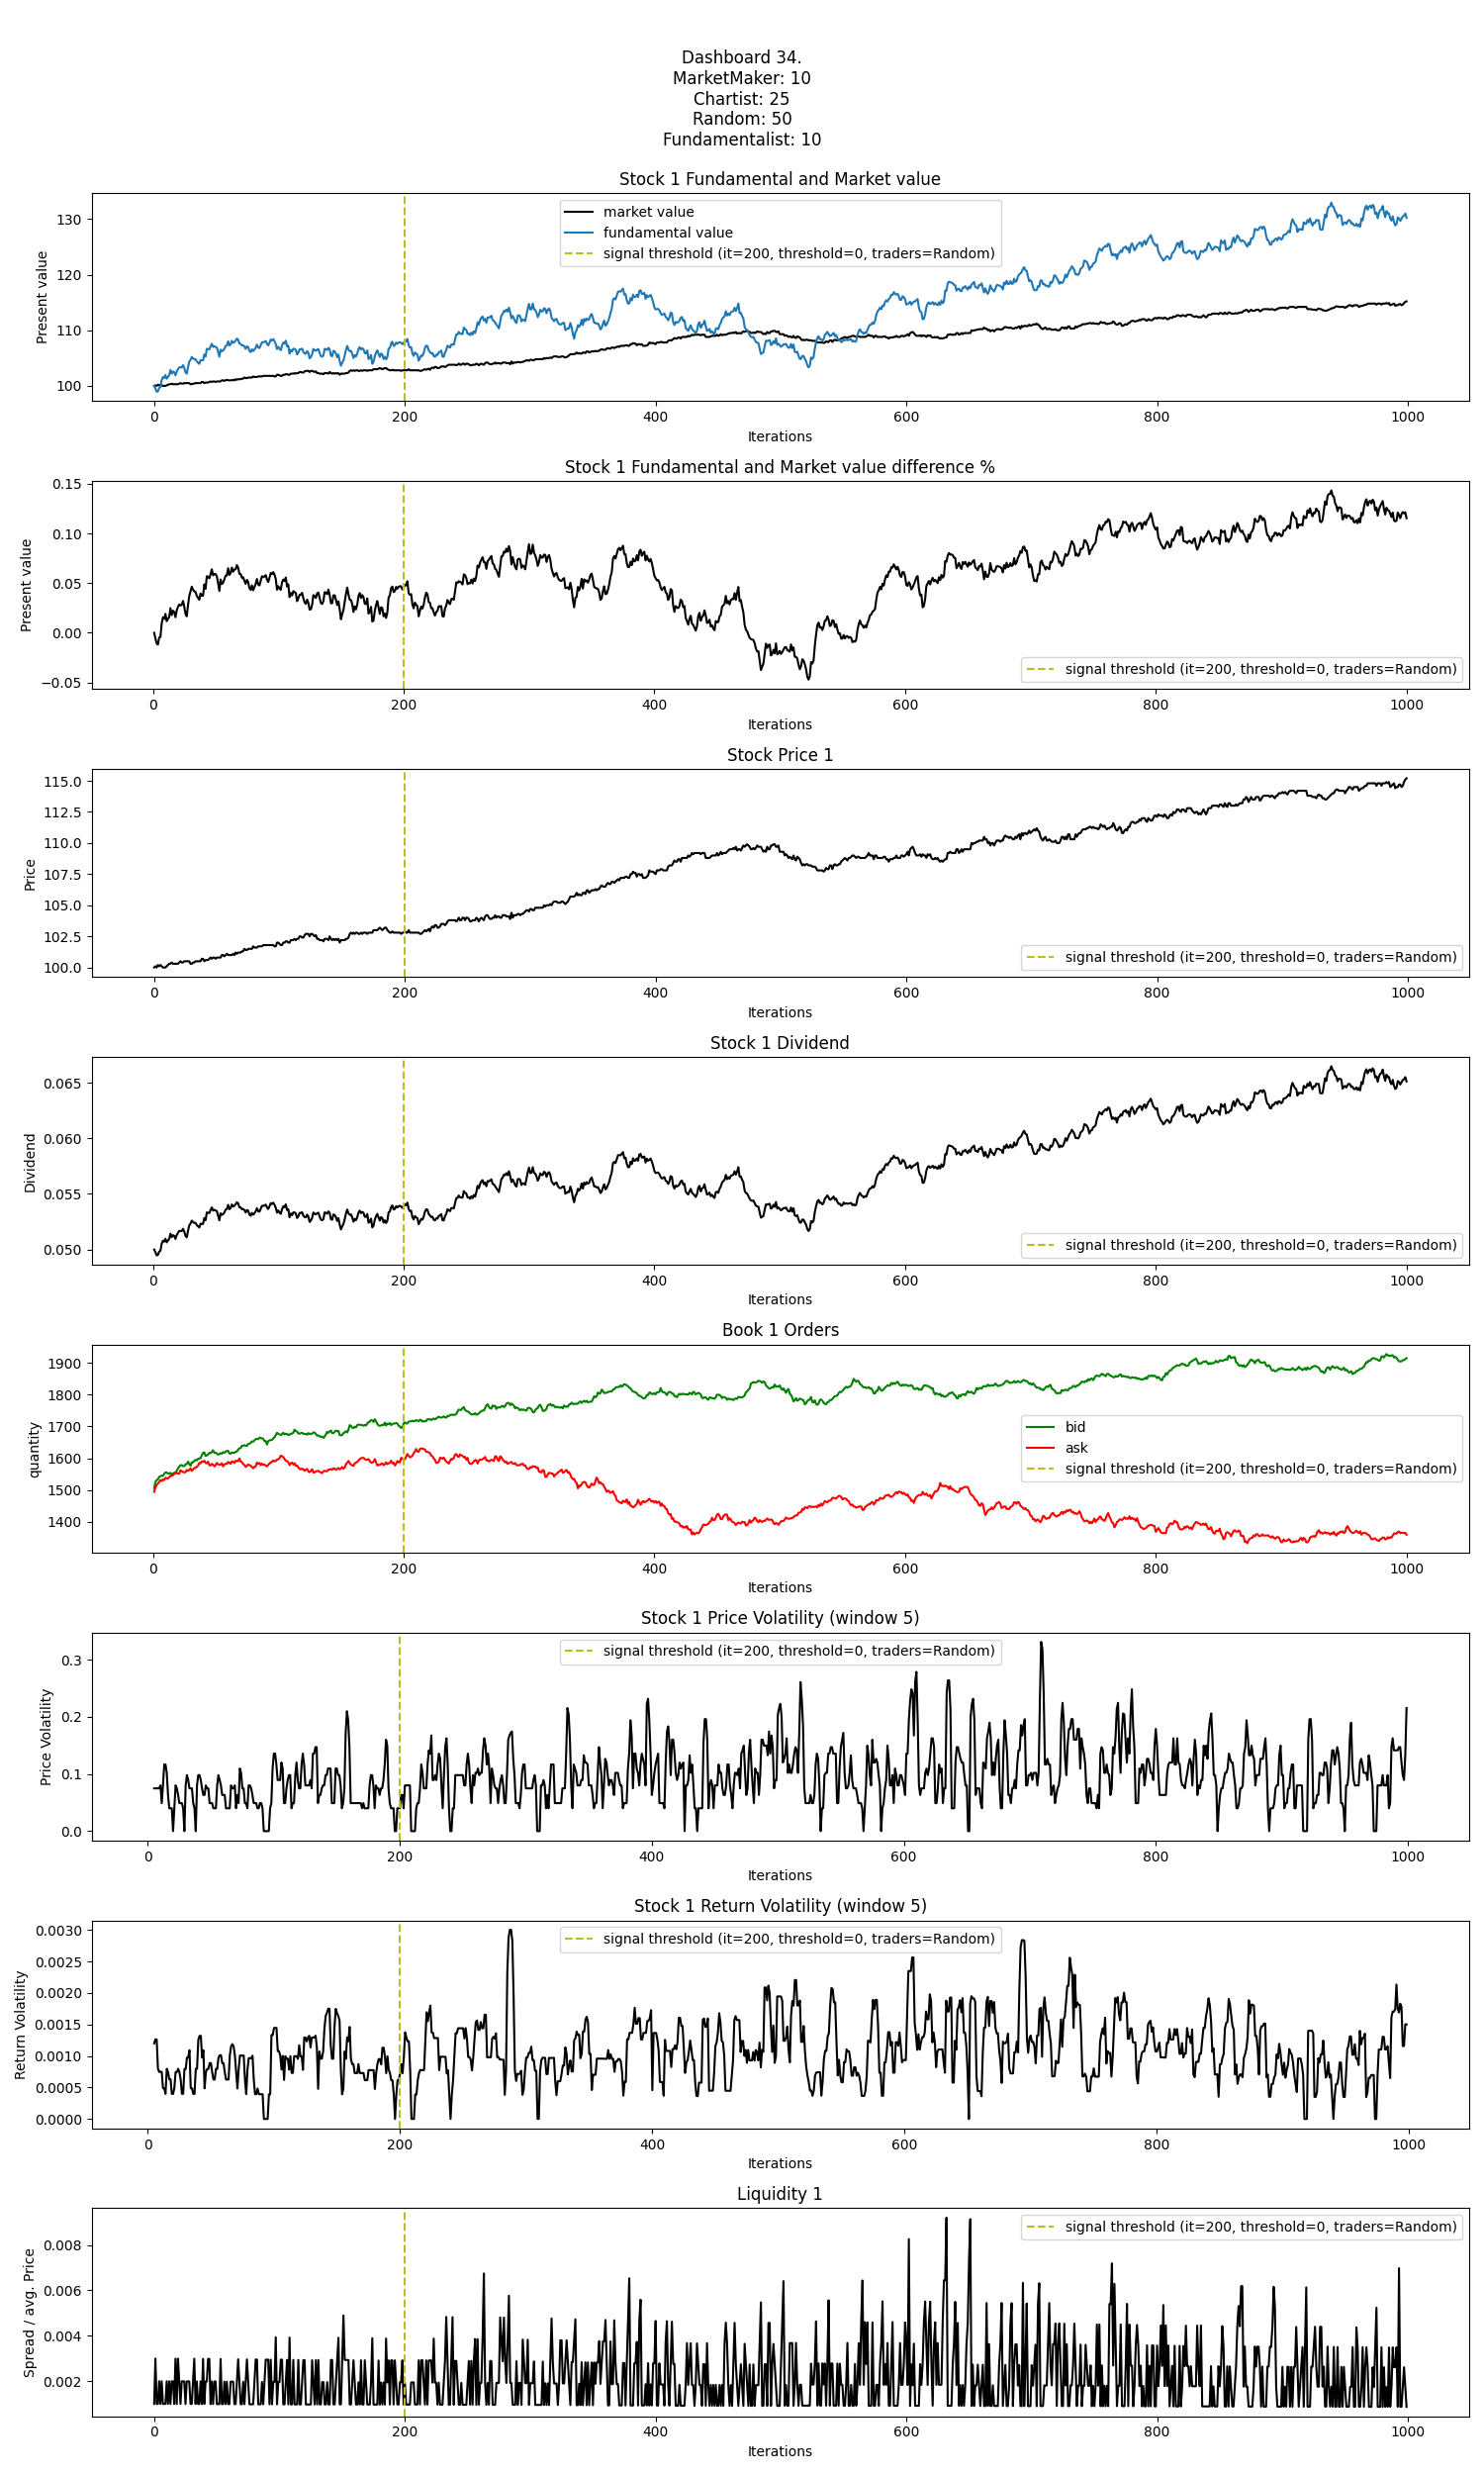 Dashboard 34.
MarketMaker: 10
Chartist: 25
Random: 50
Fundamentalist: 10
Stock 1 Fundamental and Market value
Present value
130
120
110
100
market value
fundamental value
signal threshold (it=200, threshold=0, traders=Random)
0 200 400 600 800 1000
Iterations
Stock 1 Fundamental and Market value difference %
Present value
0.15
0.10
0.05
0.00
−0.05
signal threshold (it=200, threshold=0, traders=Random)
0 200 400 600 800 1000
Iterations
Stock Price 1
Price
115.0
112.5
110.0
107.5
105.0
102.5
100.0
signal threshold (it=200, threshold=0, traders=Random)
0 200 400 600 800 1000
Iterations
Stock 1 Dividend
Dividend
0.065
0.060
0.055
0.050
signal threshold (it=200, threshold=0, traders=Random)
0 200 400 600 800 1000
Iterations
Book 1 Orders
quantity
1900
1800
1700
1600
1500
1400
bid
ask
signal threshold (it=200, threshold=0, traders=Random)
0 200 400 600 800 1000
Iterations
Stock 1 Price Volatility (window 5)
Price Volatility
0.3
0.2
0.1
0.0
signal threshold (it=200, threshold=0, traders=Random)
0 200 400 600 800 1000
Iterations
Stock 1 Return Volatility (window 5)
Return Volatility
0.0030
0.0025
0.0020
0.0015
0.0010
0.0005
0.0000
signal threshold (it=200, threshold=0, traders=Random)
0 200 400 600 800 1000
Iterations
Liquidity 1
Spread / avg. Price
0.008
0.006
0.004
0.002
signal threshold (it=200, threshold=0, traders=Random)
0 200 400 600 800 1000
Iterations